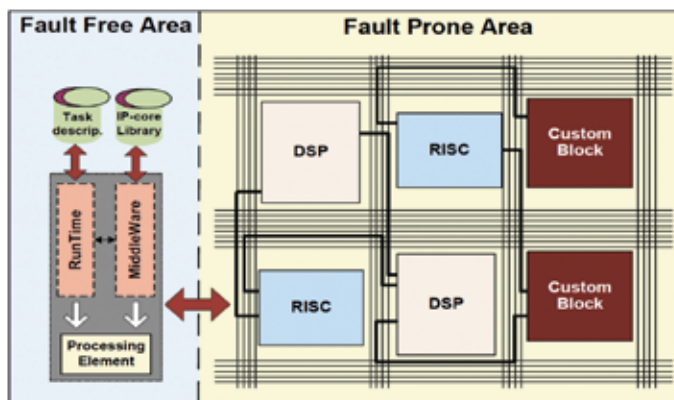 Fault Free Area
Fault Prone Area
Task
descrip.
IP-core
Library
RunTime
MiddleWare
Processing
Element
DSP
RISC
Custom
Block
RISC
DSP
Custom
Block